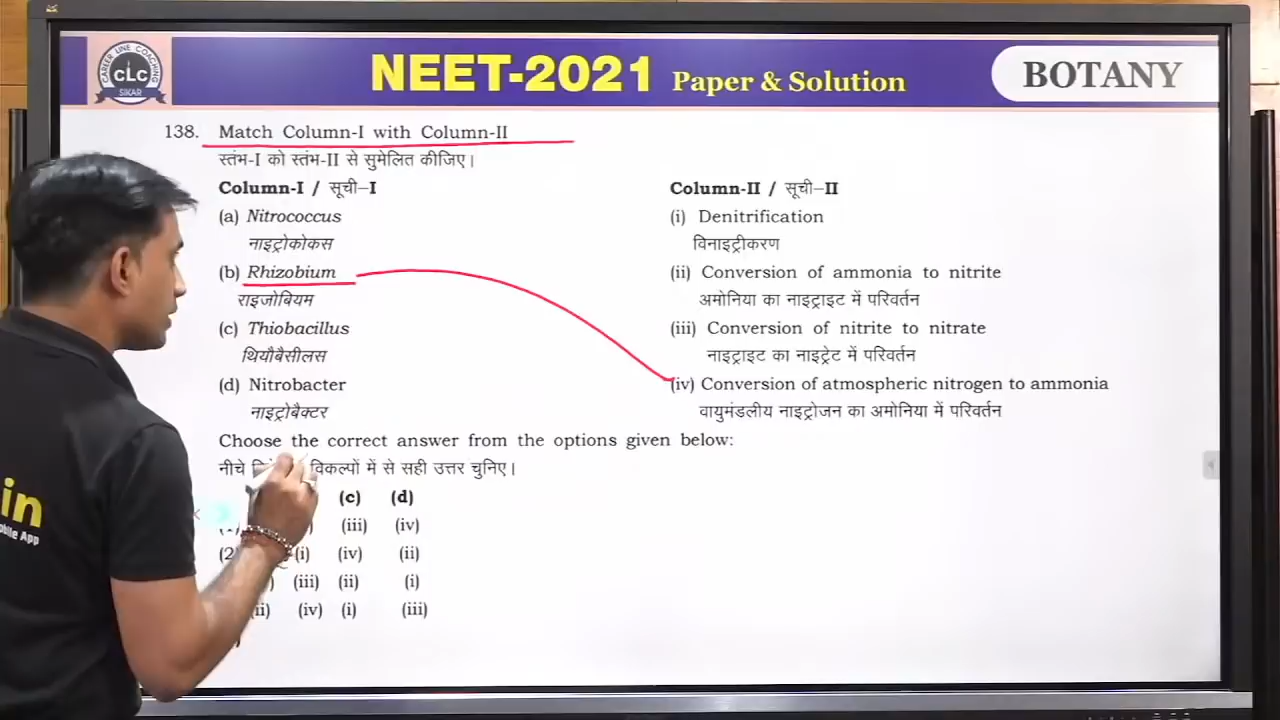 CAREER LINE COACHING
CLC
SIKAR
NEET-2021 Paper & Solution
BOTANY
138. Match Column-I with Column-II
स्तंभ-I को स्तंभ-II से सुमेलित कीजिए।
Column-I / सूची–I Column-II / सूची–II
(a) Nitrococcus (i) Denitrification
नाइट्रोकोकस विनाइट्रीकरण
(b) Rhizobium (ii) Conversion of ammonia to nitrite
राइजोबियम अमोनिया का नाइट्राइट में परिवर्तन
(c) Thiobacillus (iii) Conversion of nitrite to nitrate
थियौबैसीलस नाइट्राइट का नाइट्रेट में परिवर्तन
(d) Nitrobacter (iv) Conversion of atmospheric nitrogen to ammonia
नाइट्रोबैक्टर वायुमंडलीय नाइट्रोजन का अमोनिया में परिवर्तन
Choose the correct answer from the options given below:
नीचे विकल्पों में से सही उत्तर चुनिए।
(c) (d)
(iii) (iv)
(i) (iv) (ii)
(iii) (ii) (i)
(iv) (i) (iii)
in
obile App